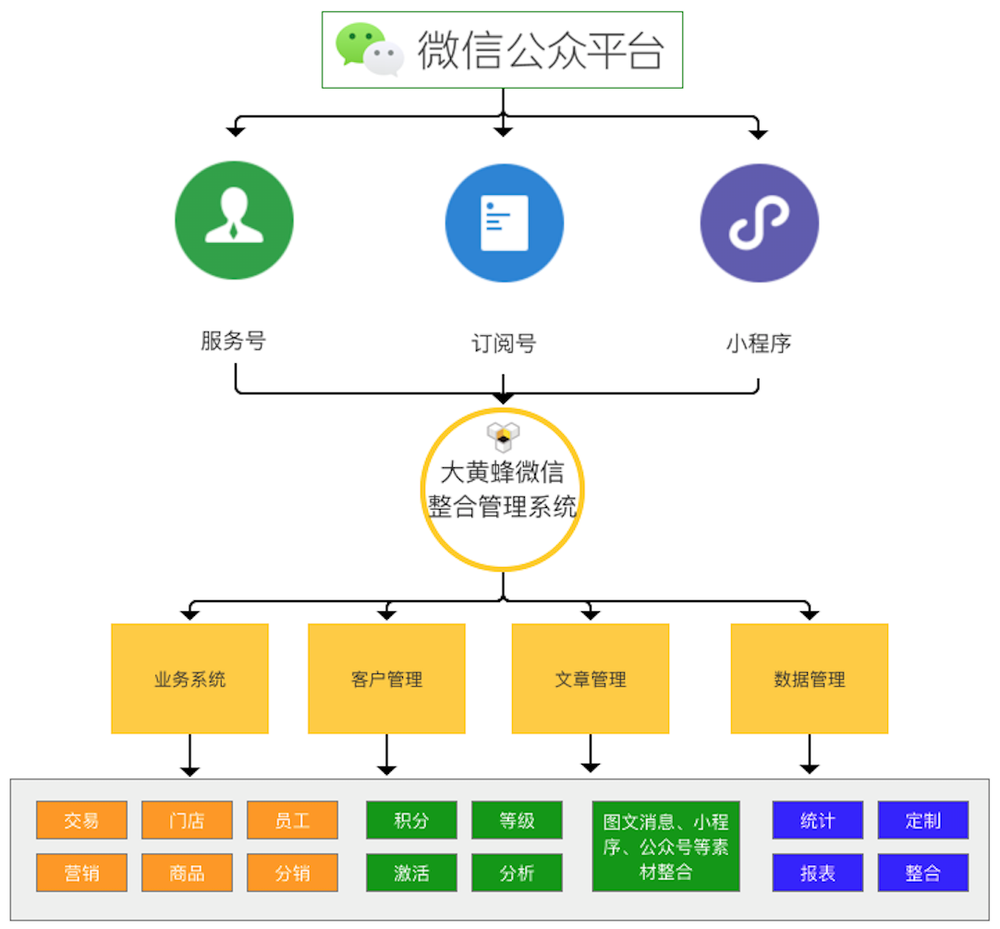 微信公众平台
服务号
订阅号
小程序
大黄蜂微信
整合管理系统
业务系统
客户管理
文章管理
数据管理
交易
门店
员工
营销
商品
分销
积分
等级
激活
分析
图文消息、小程
序、公众号等素
材整合
统计
定制
报表
整合